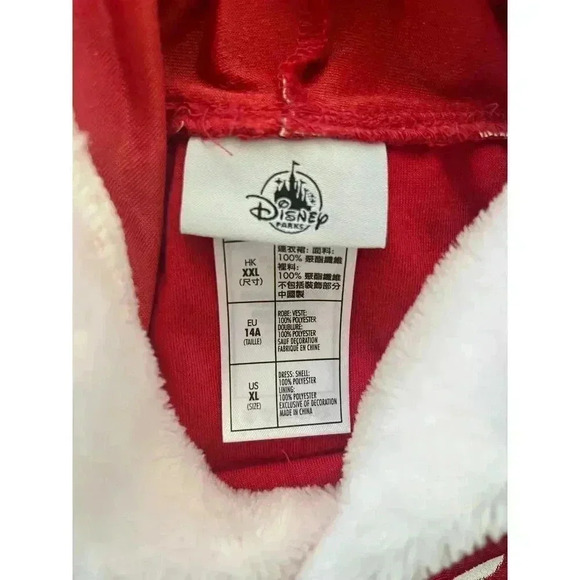 Disney
PARKS
HK
XXL
(尺寸)
連衣裙: 面料:
100% 聚酯纖維
裡料:
100% 聚酯纖維
不包括裝飾部分
中國製
EU
14A
(TAILLE)
ROBE: VESTE:
100% POLYESTER
DOUBLURE:
100% POLYESTER
SAUF DECORATION
FABRIQUÉ EN CHINE
US
XL
(SIZE)
DRESS: SHELL:
100% POLYESTER
LINING:
100% POLYESTER
EXCLUSIVE OF DECORATION
MADE IN CHINA